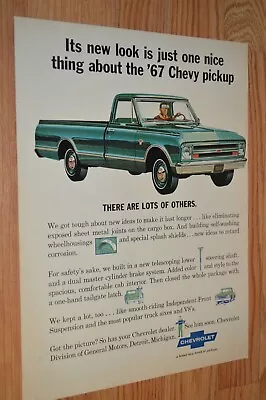 Its new look is just one nice
thing about the '67 Chevy pickup
THERE ARE LOTS OF OTHERS.
We got tough about new ideas to make it last longer . . . like eliminating
exposed sheet metal joints on the cargo box. And building self-washing
wheelhousings and special splash shields . . . new ideas to retard
corrosion.
For safety's sake, we built in a new telescoping lower steering shaft,
and a dual master cylinder brake system. Added color and style to the
spacious, comfortable cab interior. Then closed the whole package with
a one-hand tailgate latch.
We kept a lot, too . . . like smooth-riding Independent Front
Suspension and the most popular truck sizes and V8's.
Got the picture? So has your Chevrolet dealer. See him soon. Chevrolet
Division of General Motors, Detroit, Michigan.
CHEVROLET